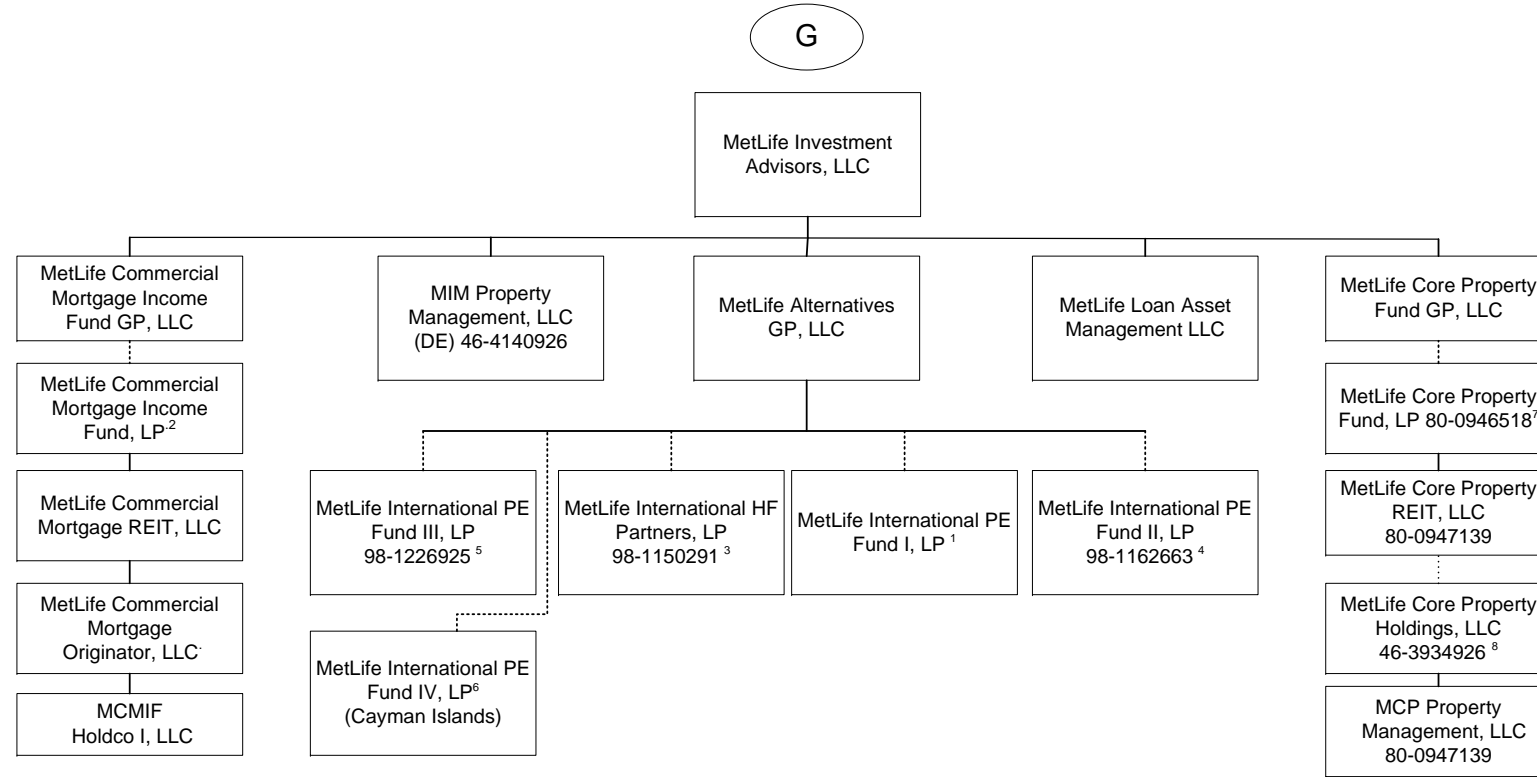 G
MetLife Investment
Advisors, LLC
MetLife Commercial
Mortgage Income
Fund GP, LLC
MIM Property
Management, LLC
(DE) 46-4140926
MetLife Alternatives
GP, LLC
MetLife Loan Asset
Management LLC
MetLife Core Property
Fund GP, LLC
MetLife Commercial
Mortgage Income
Fund, LP.2
MetLife Core Property
Fund, LP 80-0946518 7
MetLife Commercial
Mortgage REIT, LLC
MetLife International PE
Fund III, LP
98-1226925 5
MetLife International HF
Partners, LP
98-1150291 3
MetLife International PE
Fund I, LP 1
MetLife International PE
Fund II, LP
98-1162663 4
MetLife Core Property
REIT, LLC
80-0947139
MetLife Commercial
Mortgage
Originator, LLC.
MetLife International PE
Fund IV, LP6
(Cayman Islands)
MetLife Core Property
Holdings, LLC
46-3934926 8
MCMIF
Holdco I, LLC
MCP Property
Management, LLC
80-0947139